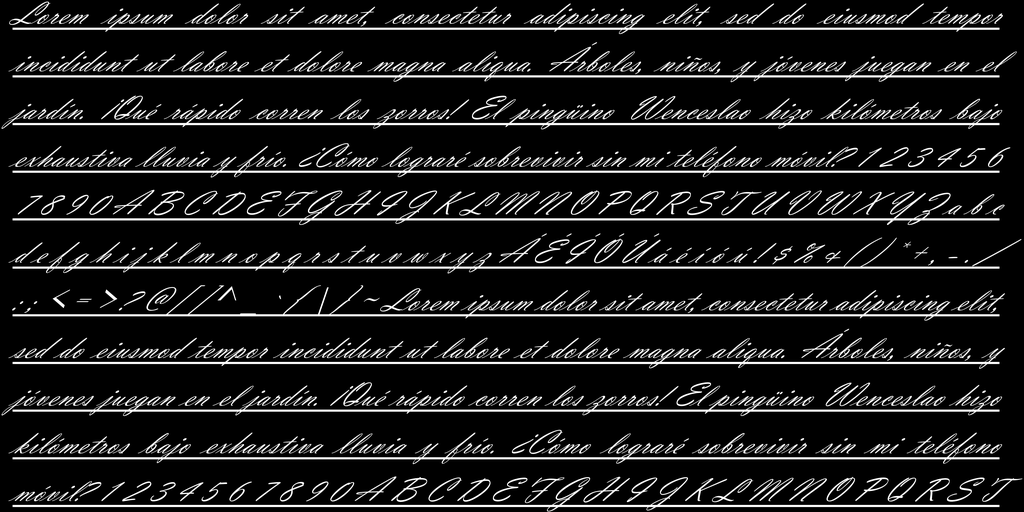 Lorem ipsum dolor sit amet, consectetur adipiscing elit, sed do eiusmod tempor
incididunt ut labore et dolore magna aliqua. Árboles, niños, y jóvenes juegan en el
jardín. ¡Qué rápido corren los zorros! El pingüino Wenceslao hizo kilómetros bajo
exhaustiva lluvia y frío. ¿Cómo lograré sobrevivir sin mi teléfono móvil? 1 2 3 4 5 6
7 8 9 0 A B C D E F G H I J K L M N O P Q R S T U V W X Y Z a b c
d e f g h i j k l m n o p q r s t u v w x y z Á É Í Ó Ú á é í ó ú ! $ % & ( ) * + , - . /
: ; < = > ? @ [ ] ^ _ ` { | } ~ Lorem ipsum dolor sit amet, consectetur adipiscing elit,
sed do eiusmod tempor incididunt ut labore et dolore magna aliqua. Árboles, niños, y
jóvenes juegan en el jardín. ¡Qué rápido corren los zorros! El pingüino Wenceslao hizo
kilómetros bajo exhaustiva lluvia y frío. ¿Cómo lograré sobrevivir sin mi teléfono
móvil? 1 2 3 4 5 6 7 8 9 0 A B C D E F G H I J K L M N O P Q R S T